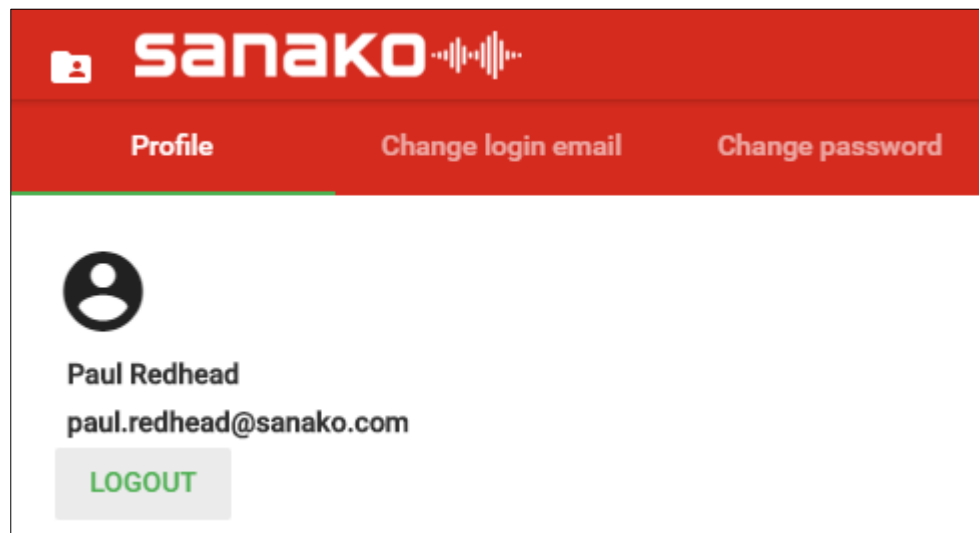 sanako
Profile Change login email Change password
Paul Redhead
paul.redhead@sanako.com
LOGOUT